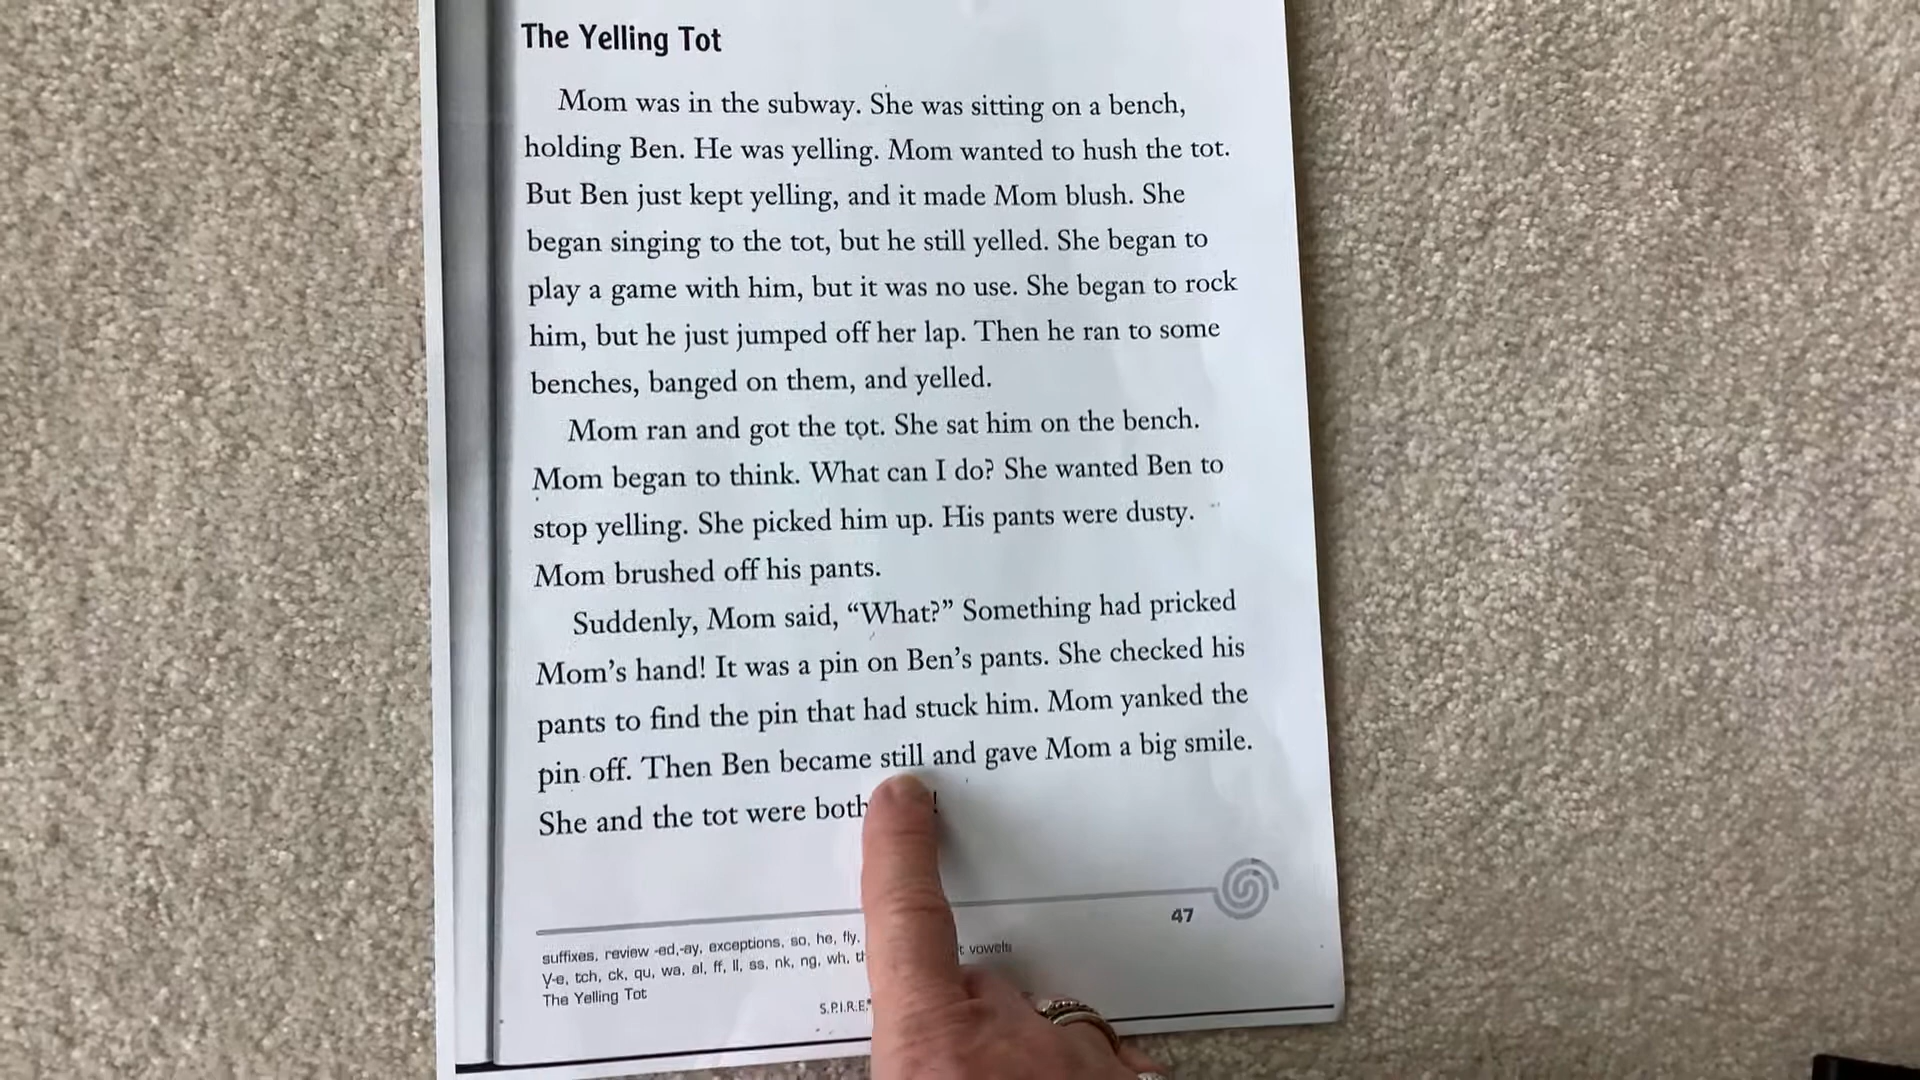 The Yelling Tot
Mom was in the subway. She was sitting on a bench,
holding Ben. He was yelling. Mom wanted to hush the tot.
But Ben just kept yelling, and it made Mom blush. She
began singing to the tot, but he still yelled. She began to
play a game with him, but it was no use. She began to rock
him, but he just jumped off her lap. Then he ran to some
benches, banged on them, and yelled.
Mom ran and got the tot. She sat him on the bench.
Mom began to think. What can I do? She wanted Ben to
stop yelling. She picked him up. His pants were dusty.
Mom brushed off his pants.
Suddenly, Mom said, “What?” Something had pricked
Mom’s hand! It was a pin on Ben’s pants. She checked his
pants to find the pin that had stuck him. Mom yanked the
pin off. Then Ben became still and gave Mom a big smile.
She and the tot were both !
47
suffixes, review -ed,-ay, exceptions, so, he, fly, vowels
V-e, tch, ck, qu, wa, al, ff, ll, ss, nk, ng, wh,
The Yelling Tot
S.P.I.R.E.